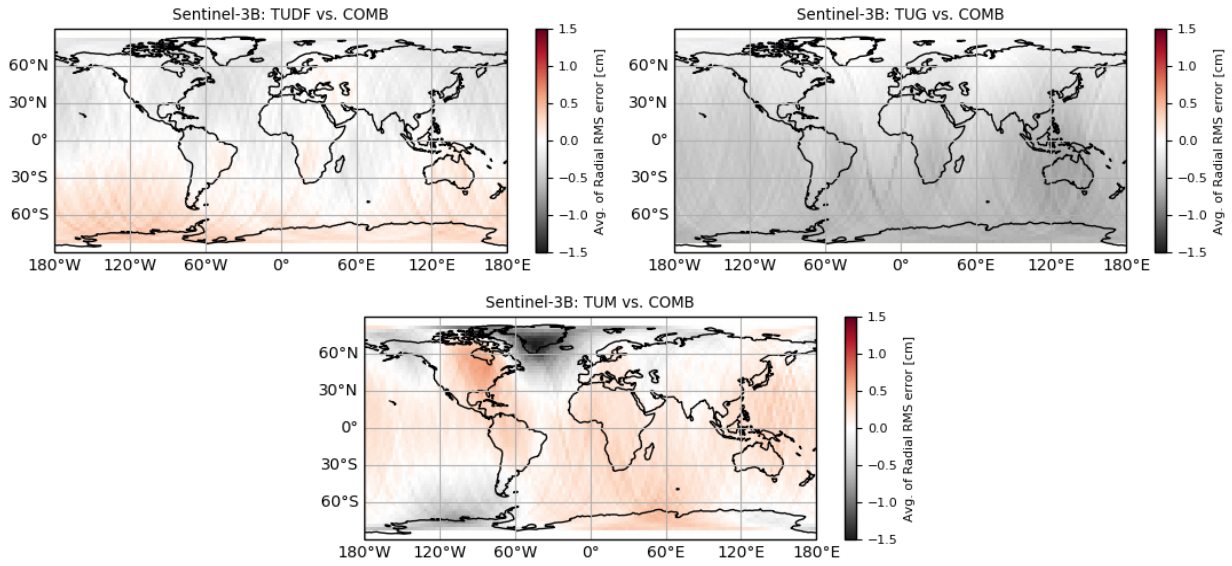 Sentinel-3B: TUDF vs. COMB
60°N
30°N
0°
30°S
60°S
180°W 120°W 60°W 0° 60°E 120°E 180°E
1.5
1.0
0.5
0.0
−0.5
−1.0
−1.5
Avg. of Radial RMS error [cm]
Sentinel-3B: TUG vs. COMB
60°N
30°N
0°
30°S
60°S
180°W 120°W 60°W 0° 60°E 120°E 180°E
1.5
1.0
0.5
0.0
−0.5
−1.0
−1.5
Avg. of Radial RMS error [cm]
Sentinel-3B: TUM vs. COMB
60°N
30°N
0°
30°S
60°S
180°W 120°W 60°W 0° 60°E 120°E 180°E
1.5
1.0
0.5
0.0
−0.5
−1.0
−1.5
Avg. of Radial RMS error [cm]